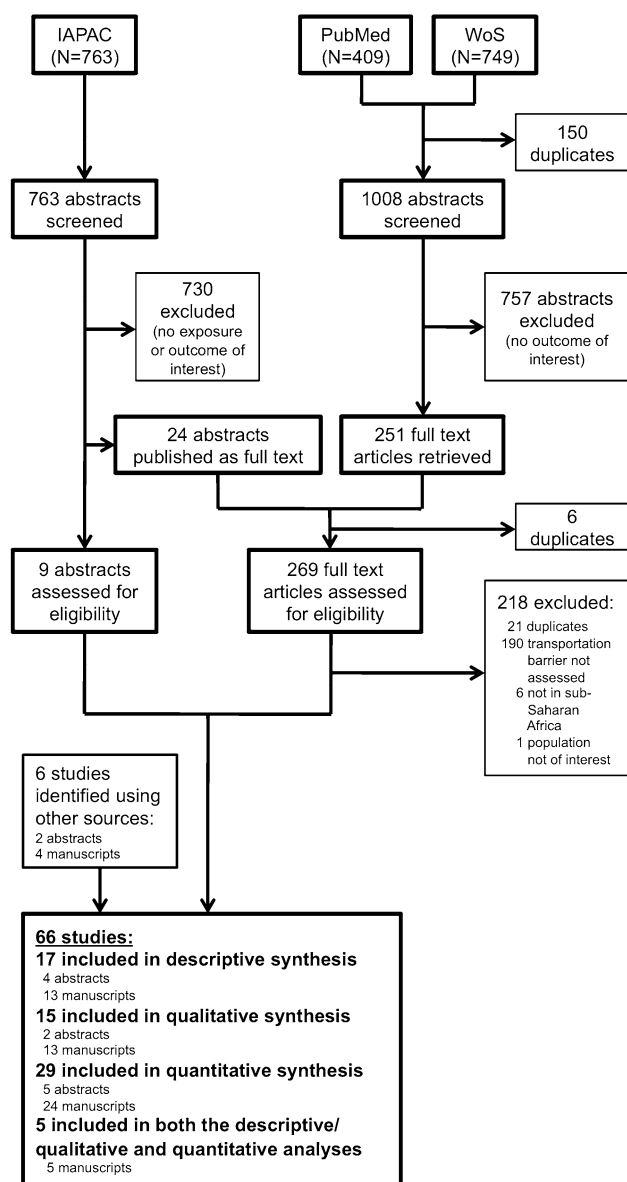 IAPAC
(N=763)
PubMed
(N=409)
WoS
(N=749)
150
duplicates
763 abstracts
screened
1008 abstracts
screened
730
excluded
(no exposure
or outcome of
interest)
757 abstracts
excluded
(no outcome of
interest)
24 abstracts
published as full text
251 full text
articles retrieved
6
duplicates
9 abstracts
assessed for
eligibility
269 full text
articles assessed
for eligibility
218 excluded:
21 duplicates
190 transportation
barrier not
assessed
6 not in sub-
Saharan
Africa
1 population
not of interest
6 studies
identified using
other sources:
2 abstracts
4 manuscripts
66 studies:
17 included in descriptive synthesis
4 abstracts
13 manuscripts
15 included in qualitative synthesis
2 abstracts
13 manuscripts
29 included in quantitative synthesis
5 abstracts
24 manuscripts
5 included in both the descriptive/
qualitative and quantitative analyses
5 manuscripts